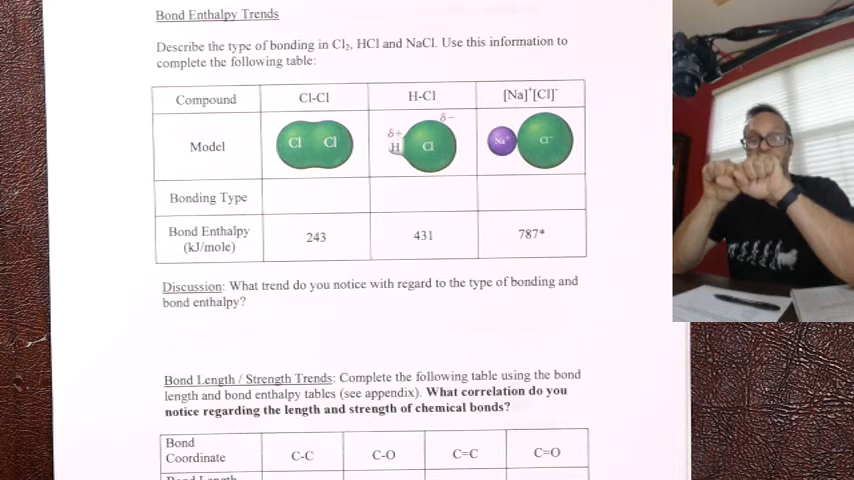 Bond Enthalpy Trends
Describe the type of bonding in Cl₂, HCl and NaCl. Use this information to
complete the following table:
Compound Cl-Cl H-Cl [Na]⁺[Cl]⁻
Model Cl Cl δ+ H Cl δ− Na⁺ Cl⁻
Bonding Type
Bond Enthalpy
(kJ/mole) 243 431 787*
Discussion: What trend do you notice with regard to the type of bonding and
bond enthalpy?
Bond Length / Strength Trends: Complete the following table using the bond
length and bond enthalpy tables (see appendix). What correlation do you
notice regarding the length and strength of chemical bonds?
Bond
Coordinate C-C C-O C=C C=O
Bond Length